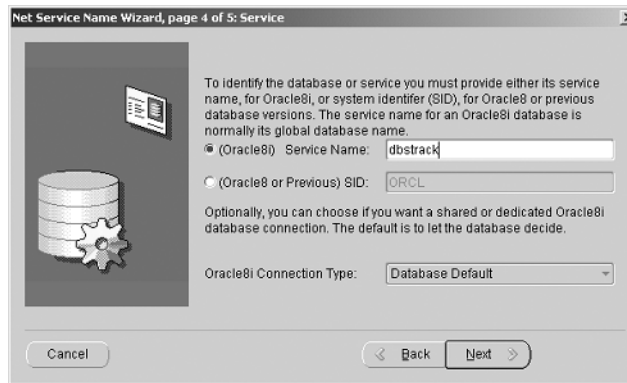 Net Service Name Wizard, page 4 of 5: Service
To identify the database or service you must provide either its service
name, for Oracle8i, or system identifer (SID), for Oracle8 or previous
database versions. The service name for an Oracle8i database is
normally its global database name.
(Oracle8i) Service Name: dbstrack
(Oracle8 or Previous) SID: ORCL
Optionally, you can choose if you want a shared or dedicated Oracle8i
database connection. The default is to let the database decide.
Oracle8i Connection Type: Database Default
Cancel Back Next